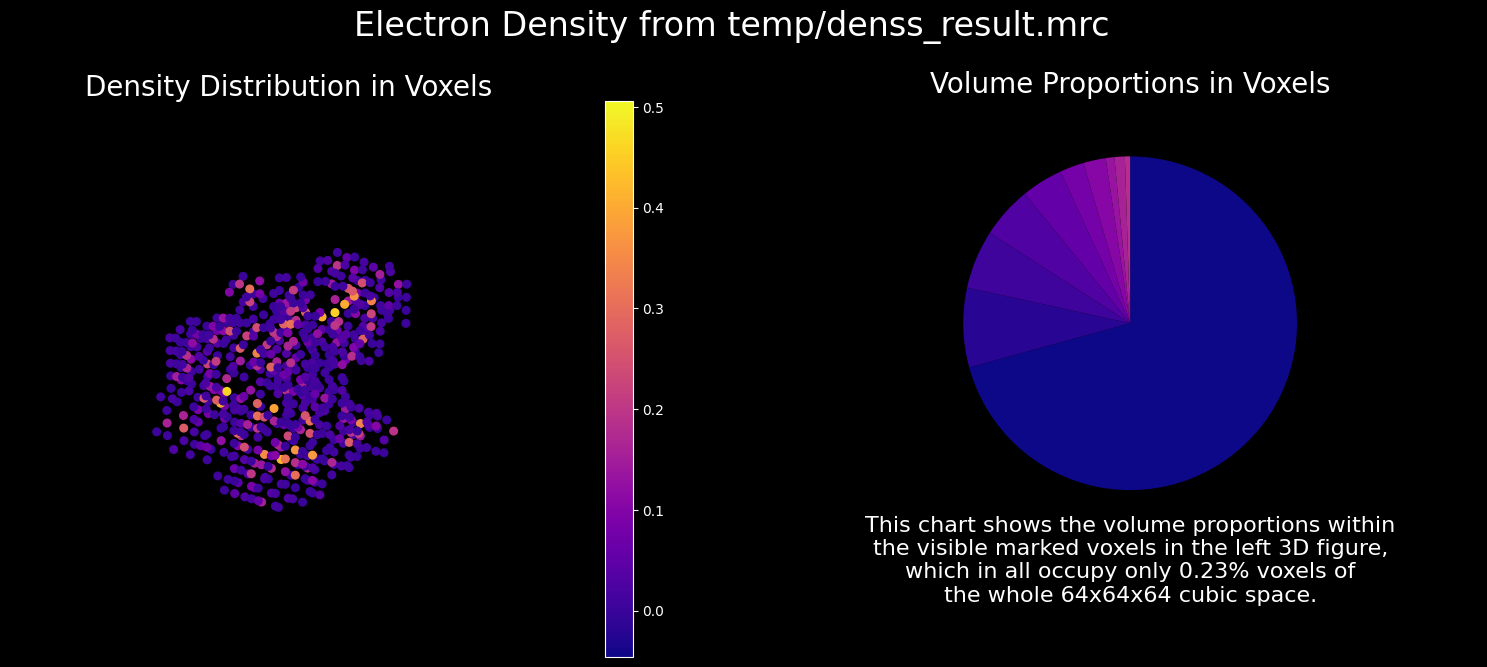 Electron Density from temp/denss_result.mrc
Density Distribution in Voxels
0.5
0.4
0.3
0.2
0.1
0.0
Volume Proportions in Voxels
This chart shows the volume proportions within
the visible marked voxels in the left 3D figure,
which in all occupy only 0.23% voxels of
the whole 64x64x64 cubic space.